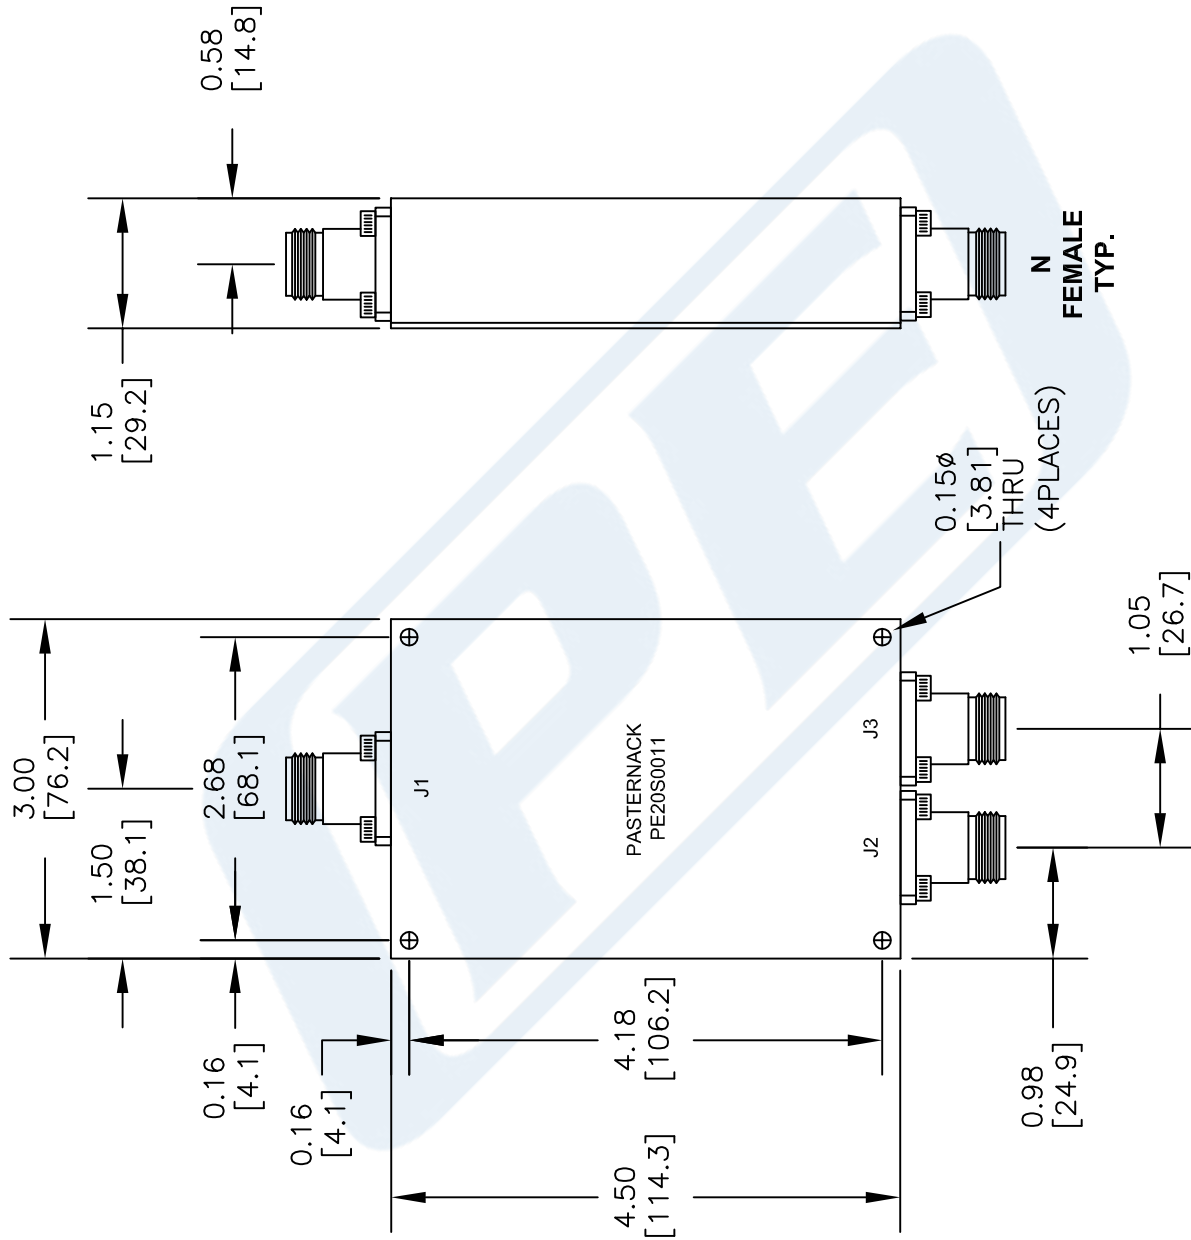 0.58
[14.8]
1.15
[29.2]
N
FEMALE
TYP.
0.15ø
[3.81]
THRU
(4PLACES)
3.00
[76.2]
1.50
[38.1]
2.68
[68.1]
0.16
[4.1]
0.16
[4.1]
J1
PASTERNACK
PE20S0011
J2
J3
4.18
[106.2]
4.50
[114.3]
0.98
[24.9]
1.05
[26.7]
PE